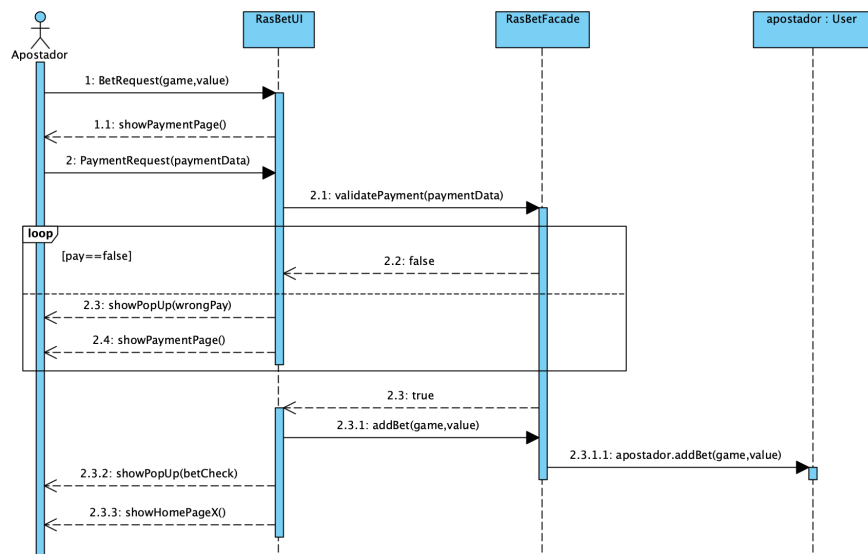 RasBetUI
RasBetFacade
apostador : User
Apostador
1: BetRequest(game,value)
1.1: showPaymentPage()
2: PaymentRequest(paymentData)
2.1: validatePayment(paymentData)
loop
[pay==false]
2.2: false
2.3: showPopUp(wrongPay)
2.4: showPaymentPage()
2.3: true
2.3.1: addBet(game,value)
2.3.1.1: apostador.addBet(game,value)
2.3.2: showPopUp(betCheck)
2.3.3: showHomePageX()